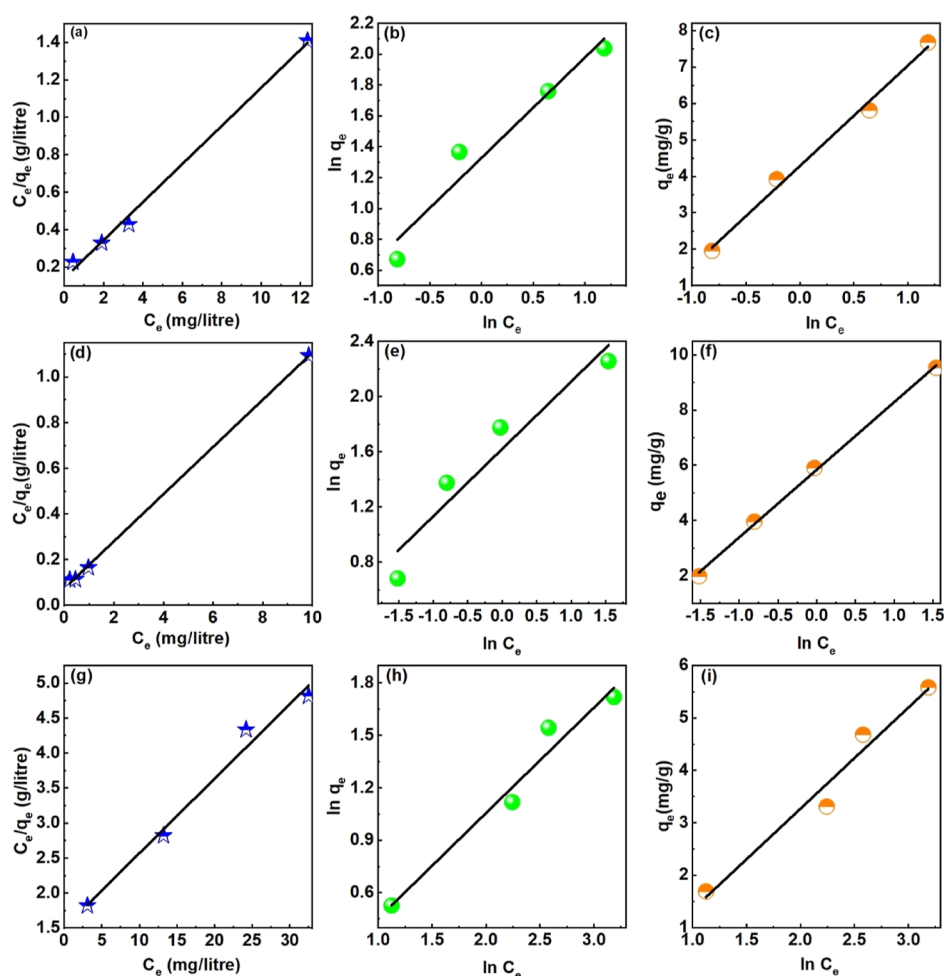 (a)
1.4
1.2
1.0
0.8
0.6
0.4
0.2
Cₑ/qₑ (g/litre)
0 2 4 6 8 10 12
Cₑ (mg/litre)
(b)
2.2
2.0
1.8
1.6
1.4
1.2
1.0
0.8
0.6
ln qₑ
-1.0 -0.5 0.0 0.5 1.0
ln Cₑ
(c)
8
7
6
5
4
3
2
1
qₑ(mg/g)
-1.0 -0.5 0.0 0.5 1.0
ln Cₑ
(d)
1.0
0.8
0.6
0.4
0.2
0.0
Cₑ/qₑ(g/litre)
0 2 4 6 8 10
Cₑ (mg/litre)
(e)
2.4
2.0
1.6
1.2
0.8
ln qₑ
-1.5 -1.0 -0.5 0.0 0.5 1.0 1.5
ln Cₑ
(f)
10
8
6
4
2
qe (mg/g)
-1.5 -1.0 -0.5 0.0 0.5 1.0 1.5
ln Cₑ
(g)
5.0
4.5
4.0
3.5
3.0
2.5
2.0
1.5
Cₑ/qₑ (g/litre)
0 5 10 15 20 25 30
Cₑ (mg/litre)
(h)
1.8
1.5
1.2
0.9
0.6
ln qₑ
1.0 1.5 2.0 2.5 3.0
ln Cₑ
(i)
6
5
4
3
2
1
qₑ(mg/g)
1.0 1.5 2.0 2.5 3.0
ln Cₑ